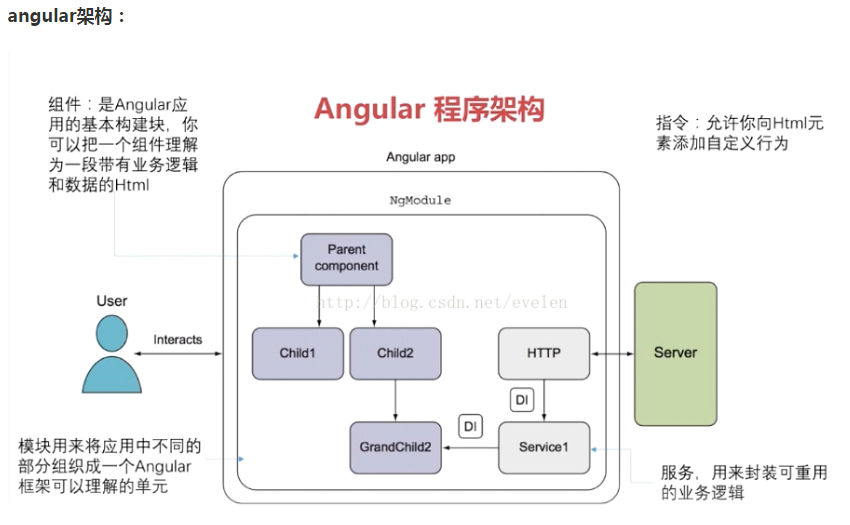 angular架构：
Angular 程序架构
组件：是Angular应
用的基本构建块，你
可以把一个组件理解
为一段带有业务逻辑
和数据的Html
指令：允许你向Html元
素添加自定义行为
Angular app
NgModule
Parent
component
http://blog.csdn.net/evelen
User
Interacts
Child1
Child2
HTTP
Server
DI
DI
GrandChild2
Service1
模块用来将应用中不同的
部分组织成一个Angular
框架可以理解的单元
服务，用来封装可重用
的业务逻辑